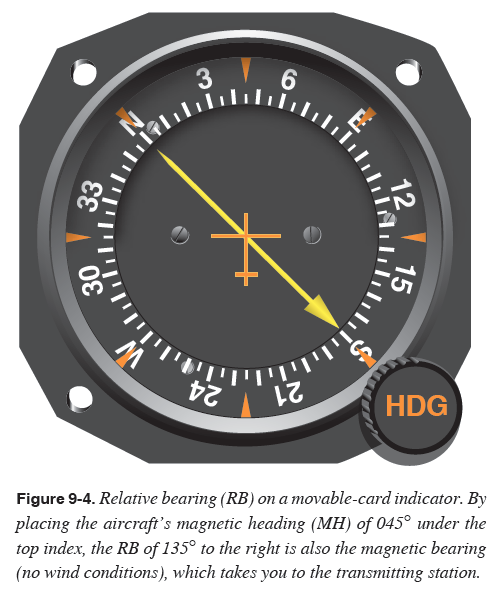 3 6
N E
33 12
30 15
W S
24 21
HDG
Figure 9-4. Relative bearing (RB) on a movable-card indicator. By
placing the aircraft's magnetic heading (MH) of 045° under the
top index, the RB of 135° to the right is also the magnetic bearing
(no wind conditions), which takes you to the transmitting station.